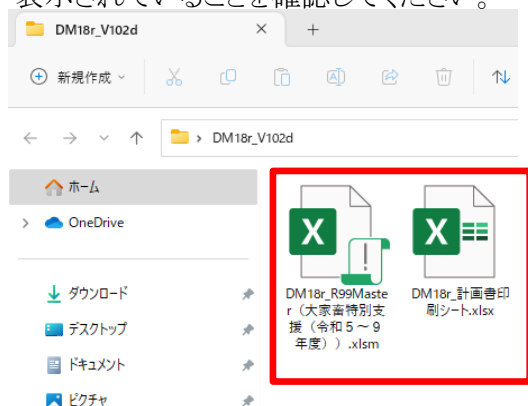 表示されていることを確認してください。
DM18r_V102d
新規作成
DM18r_V102d
ホーム
OneDrive
ダウンロード
デスクトップ
ドキュメント
ピクチャ
DM18r_R99Maste
r（大家畜特別支
援（令和５～９
年度））.xlsm
DM18r_計画書印
刷シート.xlsx